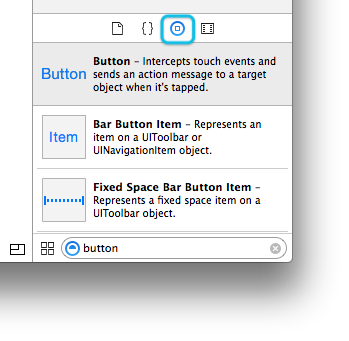 {}
Button
Button – Intercepts touch events and
sends an action message to a target
object when it's tapped.
Item
Bar Button Item – Represents an
item on a UIToolbar or
UINavigationItem object.
Fixed Space Bar Button Item –
Represents a fixed space item on a
UIToolbar object.
button